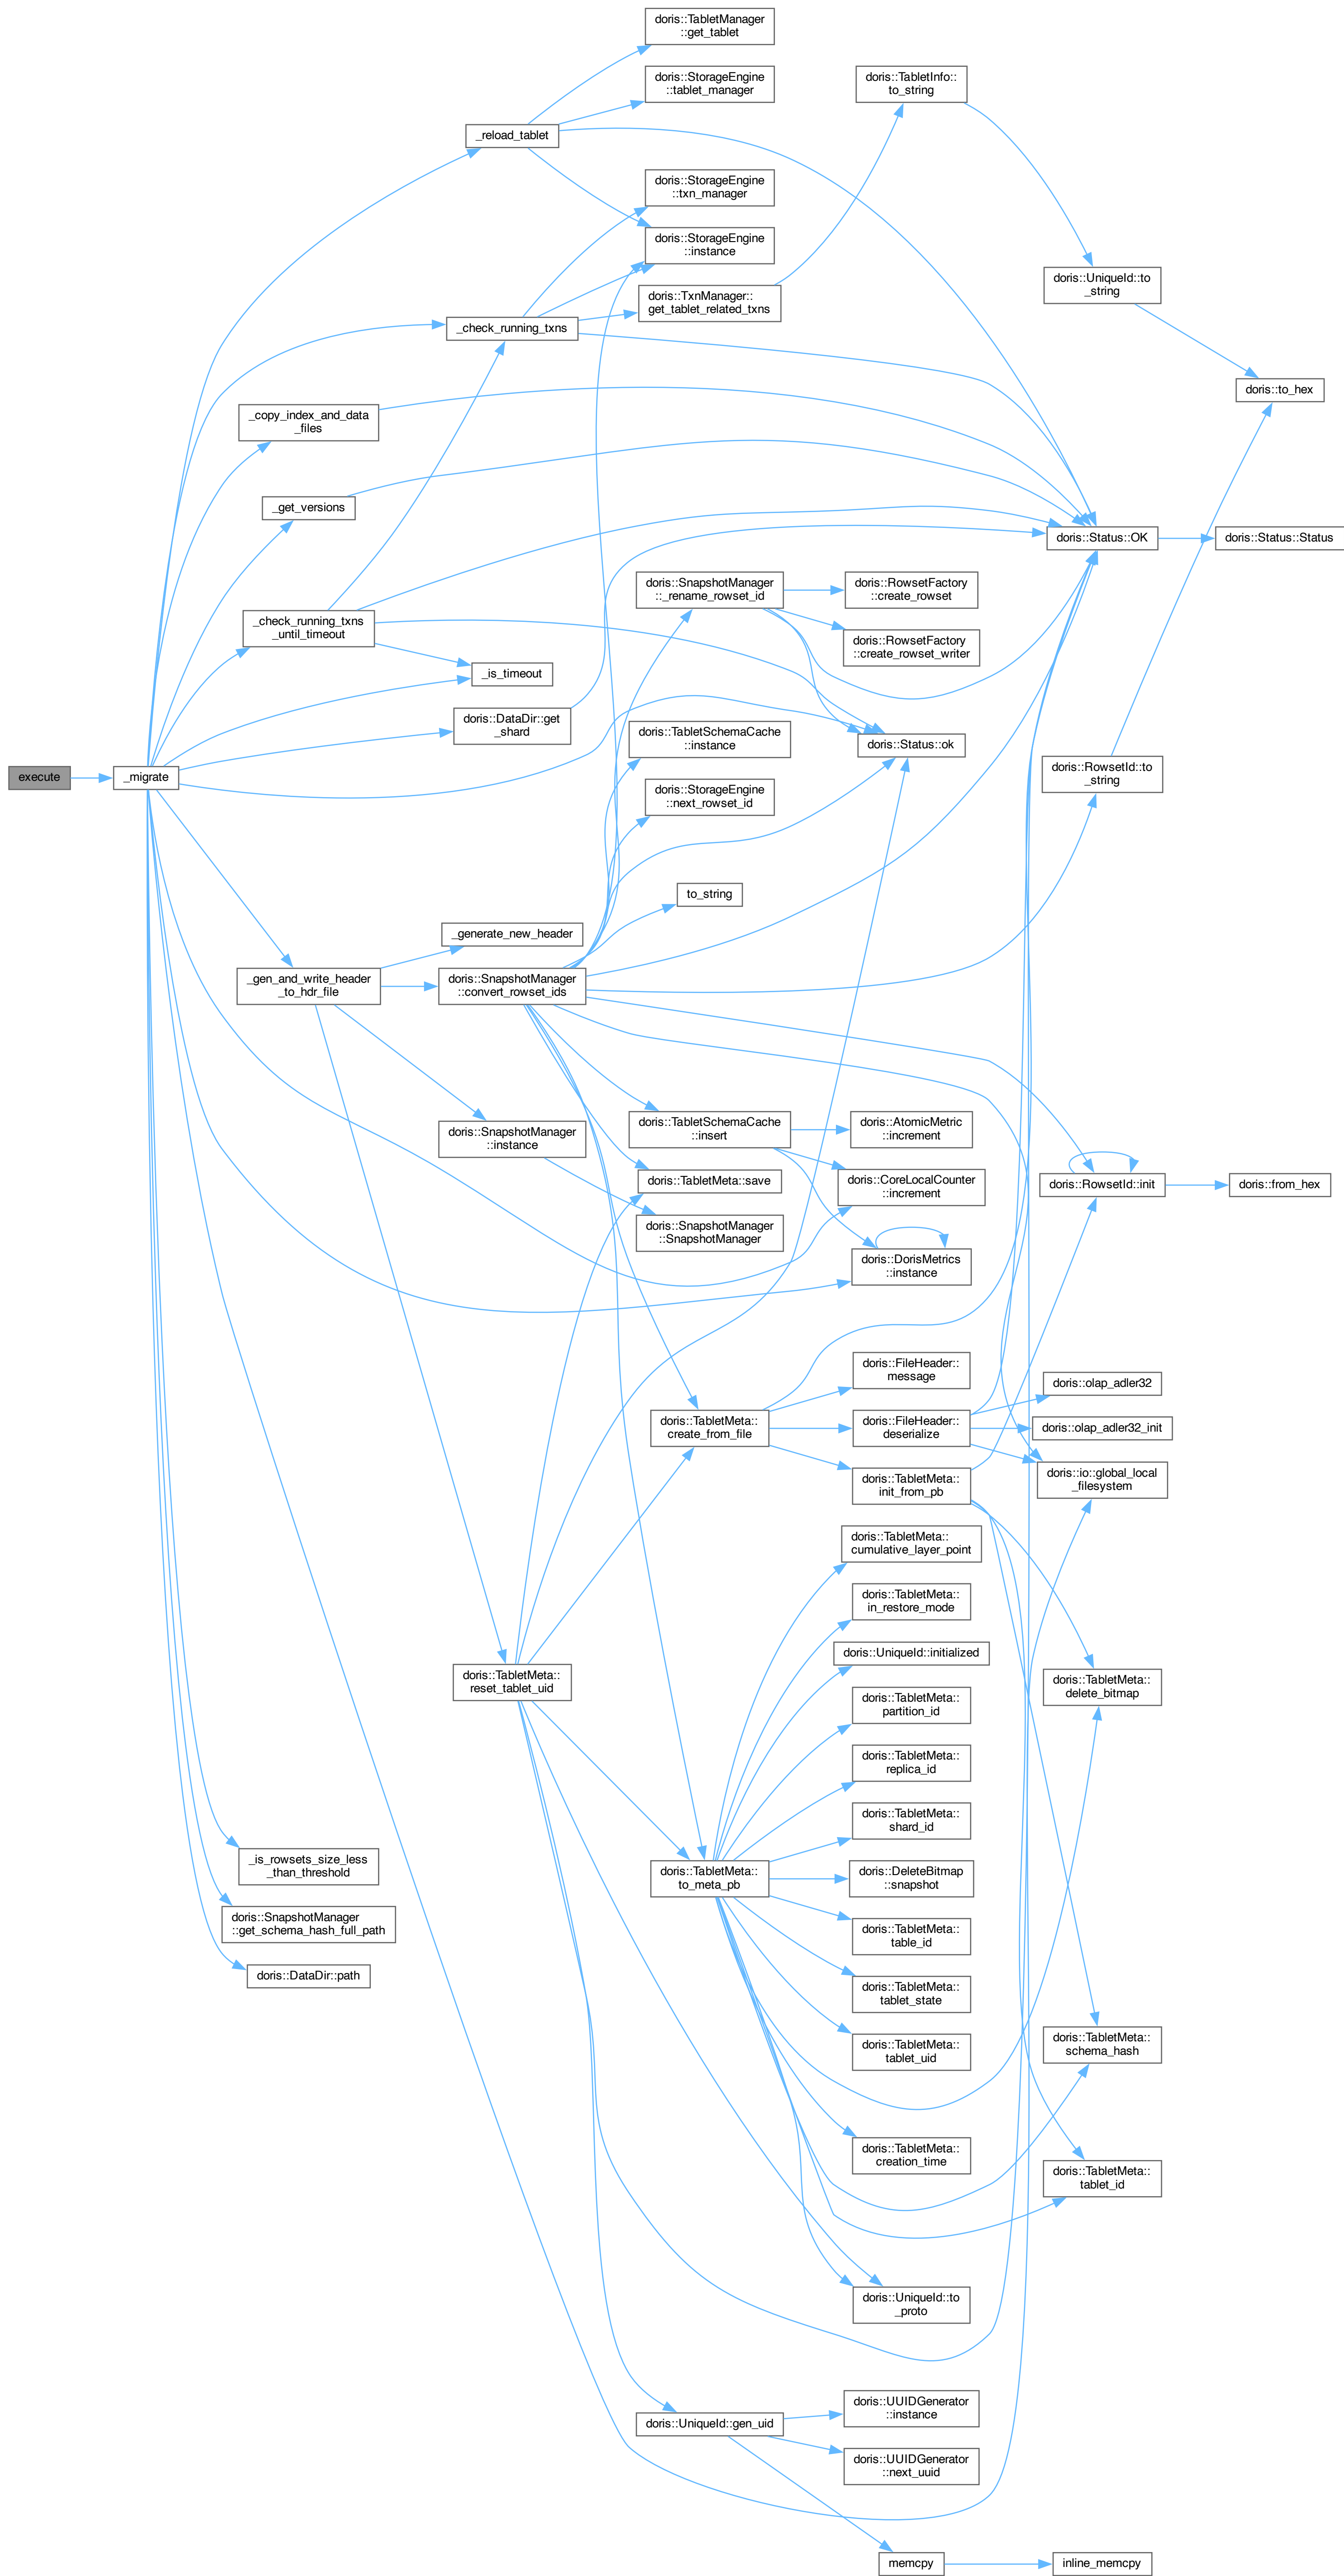 doris::TabletManager
::get_tablet
doris::StorageEngine
::tablet_manager
doris::TabletInfo::
to_string
_reload_tablet
doris::StorageEngine
::txn_manager
doris::StorageEngine
::instance
doris::UniqueId::to
_string
doris::TxnManager::
get_tablet_related_txns
_check_running_txns
doris::to_hex
_copy_index_and_data
_files
_get_versions
doris::Status::OK
doris::Status::Status
doris::SnapshotManager
::_rename_rowset_id
doris::RowsetFactory
::create_rowset
_check_running_txns
_until_timeout
doris::RowsetFactory
::create_rowset_writer
_is_timeout
doris::DataDir::get
_shard
doris::TabletSchemaCache
::instance
doris::Status::ok
execute
_migrate
doris::StorageEngine
::next_rowset_id
doris::RowsetId::to
_string
to_string
_generate_new_header
_gen_and_write_header
_to_hdr_file
doris::SnapshotManager
::convert_rowset_ids
doris::SnapshotManager
::instance
doris::TabletSchemaCache
::insert
doris::AtomicMetric
::increment
doris::TabletMeta::save
doris::CoreLocalCounter
::increment
doris::RowsetId::init
doris::from_hex
doris::SnapshotManager
::SnapshotManager
doris::DorisMetrics
::instance
doris::FileHeader::
message
doris::olap_adler32
doris::TabletMeta::
create_from_file
doris::FileHeader::
deserialize
doris::olap_adler32_init
doris::TabletMeta::
init_from_pb
doris::io::global_local
_filesystem
doris::TabletMeta::
cumulative_layer_point
doris::TabletMeta::
in_restore_mode
doris::UniqueId::initialized
doris::TabletMeta::
reset_tablet_uid
doris::TabletMeta::
partition_id
doris::TabletMeta::
delete_bitmap
doris::TabletMeta::
replica_id
doris::TabletMeta::
shard_id
_is_rowsets_size_less
_than_threshold
doris::TabletMeta::
to_meta_pb
doris::DeleteBitmap
::snapshot
doris::SnapshotManager
::get_schema_hash_full_path
doris::TabletMeta::
table_id
doris::DataDir::path
doris::TabletMeta::
tablet_state
doris::TabletMeta::
tablet_uid
doris::TabletMeta::
schema_hash
doris::TabletMeta::
creation_time
doris::TabletMeta::
tablet_id
doris::UniqueId::to
_proto
doris::UniqueId::gen_uid
doris::UUIDGenerator
::instance
doris::UUIDGenerator
::next_uuid
memcpy
inline_memcpy